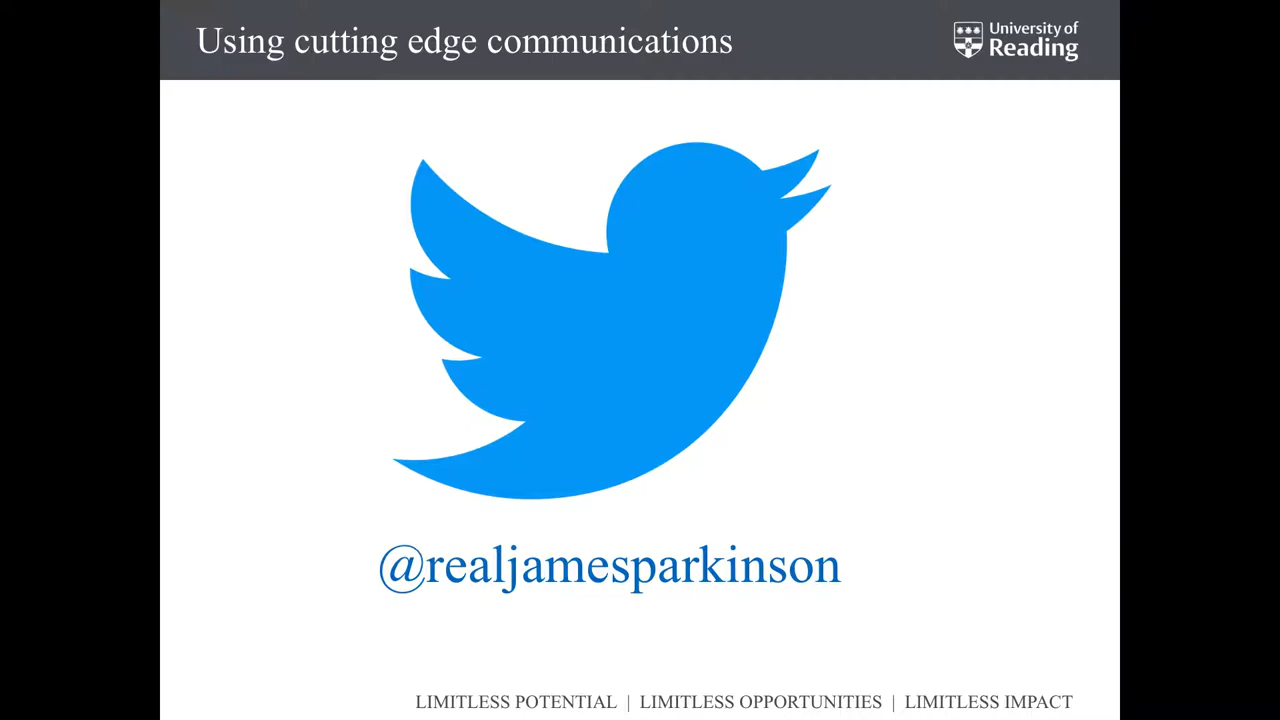 Using cutting edge communications
University of
Reading
@realjamesparkinson
LIMITLESS POTENTIAL | LIMITLESS OPPORTUNITIES | LIMITLESS IMPACT